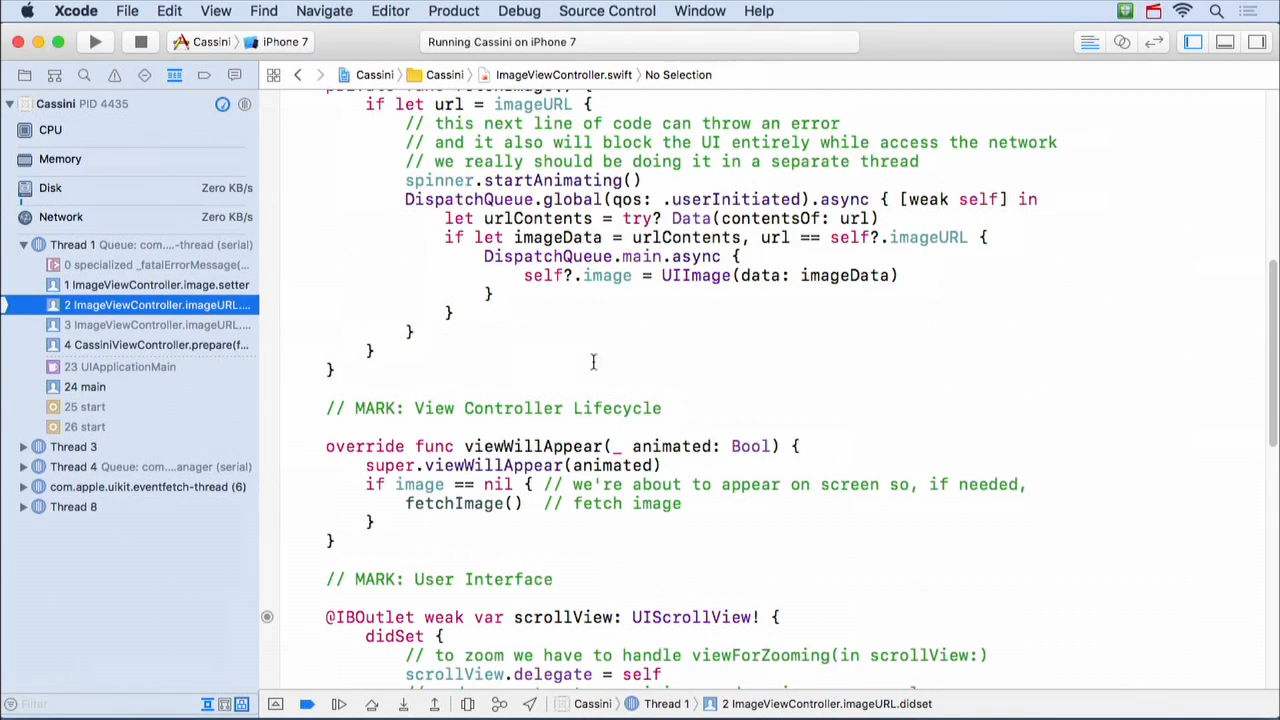 Xcode File Edit View Find Navigate Editor Product Debug Source Control Window Help
Cassini iPhone 7
Running Cassini on iPhone 7
Cassini Cassini ImageViewController.swift No Selection
Cassini PID 4435
CPU
Memory
Disk Zero KB/s
Network Zero KB/s
Thread 1 Queue: com....-thread (serial)
0 specialized _fatalErrorMessage(...
1 ImageViewController.image.setter
2 ImageViewController.imageURL....
3 ImageViewController.imageURL....
4 CassiniViewController.prepare(f...
23 UIApplicationMain
24 main
25 start
26 start
Thread 3
Thread 4 Queue: com....anager (serial)
com.apple.uikit.eventfetch-thread (6)
Thread 8
Filter
if let url = imageURL {
// this next line of code can throw an error
// and it also will block the UI entirely while access the network
// we really should be doing it in a separate thread
spinner.startAnimating()
DispatchQueue.global(qos: .userInitiated).async { [weak self] in
let urlContents = try? Data(contentsOf: url)
if let imageData = urlContents, url == self?.imageURL {
DispatchQueue.main.async {
self?.image = UIImage(data: imageData)
}
}
}
}
}
// MARK: View Controller Lifecycle
override func viewWillAppear(_ animated: Bool) {
super.viewWillAppear(animated)
if image == nil { // we're about to appear on screen so, if needed,
fetchImage() // fetch image
}
}
// MARK: User Interface
@IBOutlet weak var scrollView: UIScrollView! {
didSet {
// to zoom we have to handle viewForZooming(in scrollView:)
scrollView.delegate = self
Cassini Thread 1 2 ImageViewController.imageURL.didset